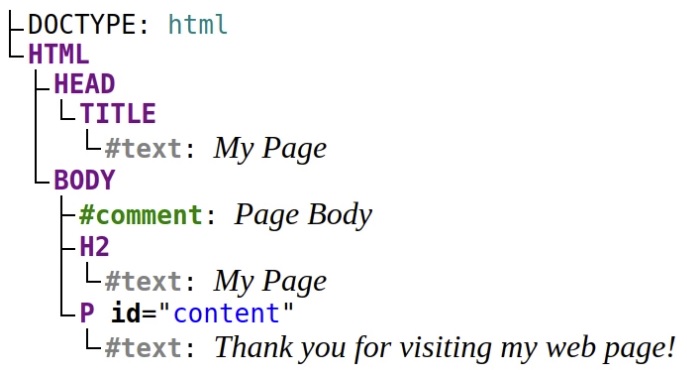 DOCTYPE: html
HTML
HEAD
TITLE
#text: My Page
BODY
#comment: Page Body
H2
#text: My Page
P id="content"
#text: Thank you for visiting my web page!